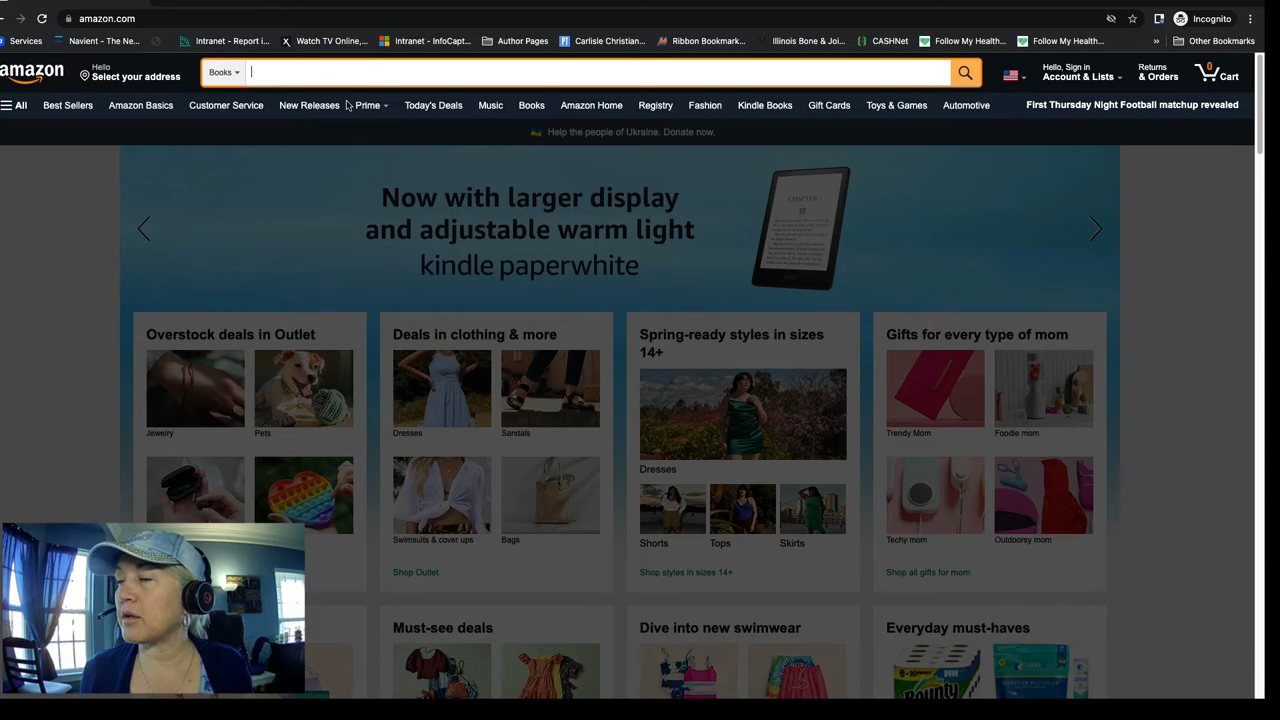 amazon.com
Incognito
Services
Navient - The Ne...
Intranet - Report i...
Watch TV Online,...
Intranet - InfoCapt...
Author Pages
Carlisle Christian...
Ribbon Bookmark...
Illinois Bone & Joi...
CASHNet
Follow My Health...
Follow My Health...
»
Other Bookmarks
amazon
Hello
Select your address
Books
Hello, Sign in
Account & Lists
Returns
& Orders
0
Cart
All
Best Sellers
Amazon Basics
Customer Service
New Releases
Prime
Today's Deals
Music
Books
Amazon Home
Registry
Fashion
Kindle Books
Gift Cards
Toys & Games
Automotive
First Thursday Night Football matchup revealed
Help the people of Ukraine. Donate now.
Now with larger display
and adjustable warm light
kindle paperwhite
CHAPTER 1
Overstock deals in Outlet
Jewelry
Pets
Deals in clothing & more
Dresses
Sandals
Swimsuits & cover ups
Bags
Shop Outlet
Spring-ready styles in sizes
14+
Dresses
Shorts
Tops
Skirts
Shop styles in sizes 14+
Gifts for every type of mom
Trendy Mom
Foodie mom
Techy mom
Outdoorsy mom
Shop all gifts for mom
Must-see deals
Dive into new swimwear
Everyday must-haves
Bounty